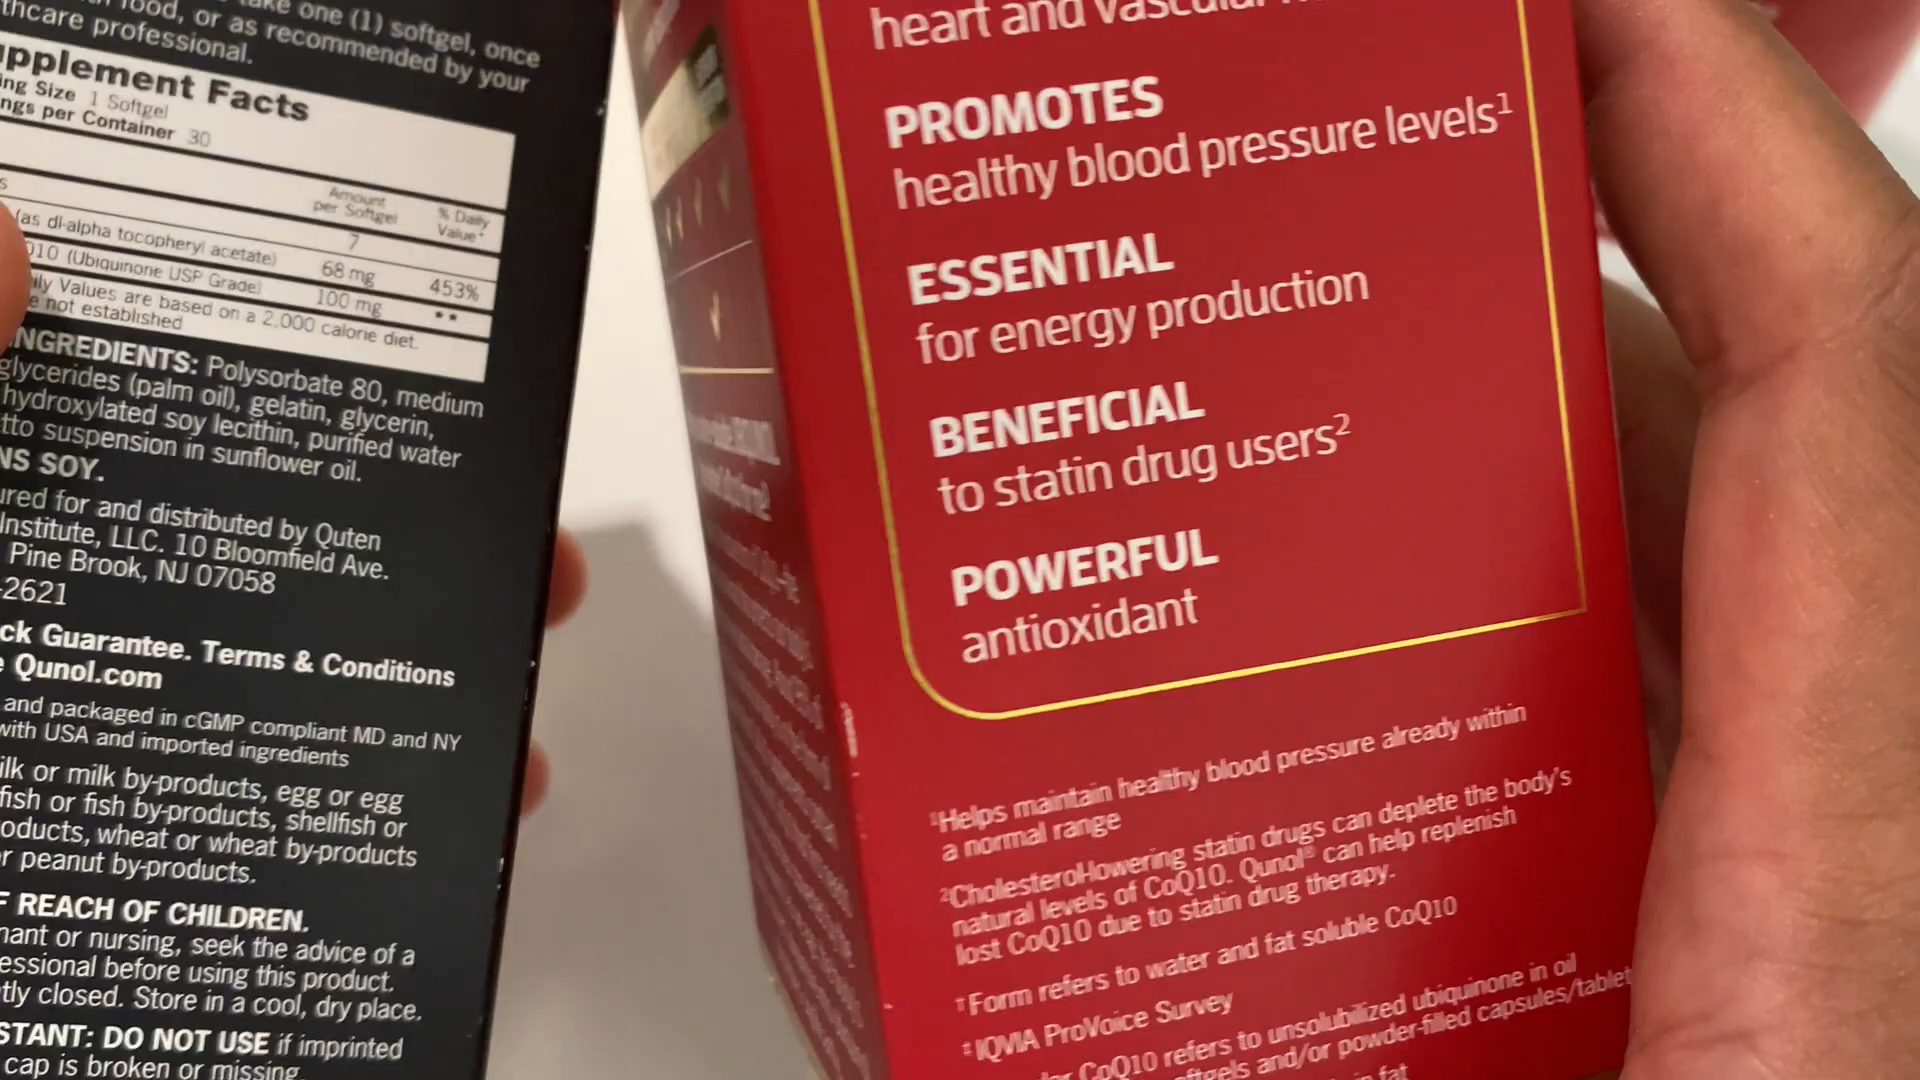 take one (1) softgel, once
food, or as recommended by your
thcare professional.
upplement Facts
ing Size 1 Softgel
ngs per Container 30
Amount
per Softgel
% Daily
Value*
7
(as dl-alpha tocopheryl acetate) 68 mg 453%
Q10 (Ubiquinone USP Grade) 100 mg **
ily Values are based on a 2,000 calorie diet.
e not established
INGREDIENTS: Polysorbate 80, medium
glycerides (palm oil), gelatin, glycerin,
hydroxylated soy lecithin, purified water
tto suspension in sunflower oil.
NS SOY.
ured for and distributed by Quten
Institute, LLC. 10 Bloomfield Ave.
Pine Brook, NJ 07058
-2621
ck Guarantee. Terms & Conditions
e Qunol.com
and packaged in cGMP compliant MD and NY
with USA and imported ingredients
ilk or milk by-products, egg or egg
fish or fish by-products, shellfish or
oducts, wheat or wheat by-products
r peanut by-products.
F REACH OF CHILDREN.
nant or nursing, seek the advice of a
essional before using this product.
tly closed. Store in a cool, dry place.
STANT: DO NOT USE if imprinted
cap is broken or missing.
heart and vascular
PROMOTES
healthy blood pressure levels¹
ESSENTIAL
for energy production
BENEFICIAL
to statin drug users²
POWERFUL
antioxidant
¹Helps maintain healthy blood pressure already within
a normal range
²Cholesterol-lowering statin drugs can deplete the body's
natural levels of CoQ10. Qunol® can help replenish
lost CoQ10 due to statin drug therapy.
†Form refers to water and fat soluble CoQ10
‡IQVIA ProVoice Survey
CoQ10 refers to unsolubilized ubiquinone in oil
ftgels and/or powder-filled capsules/tablet
in fat